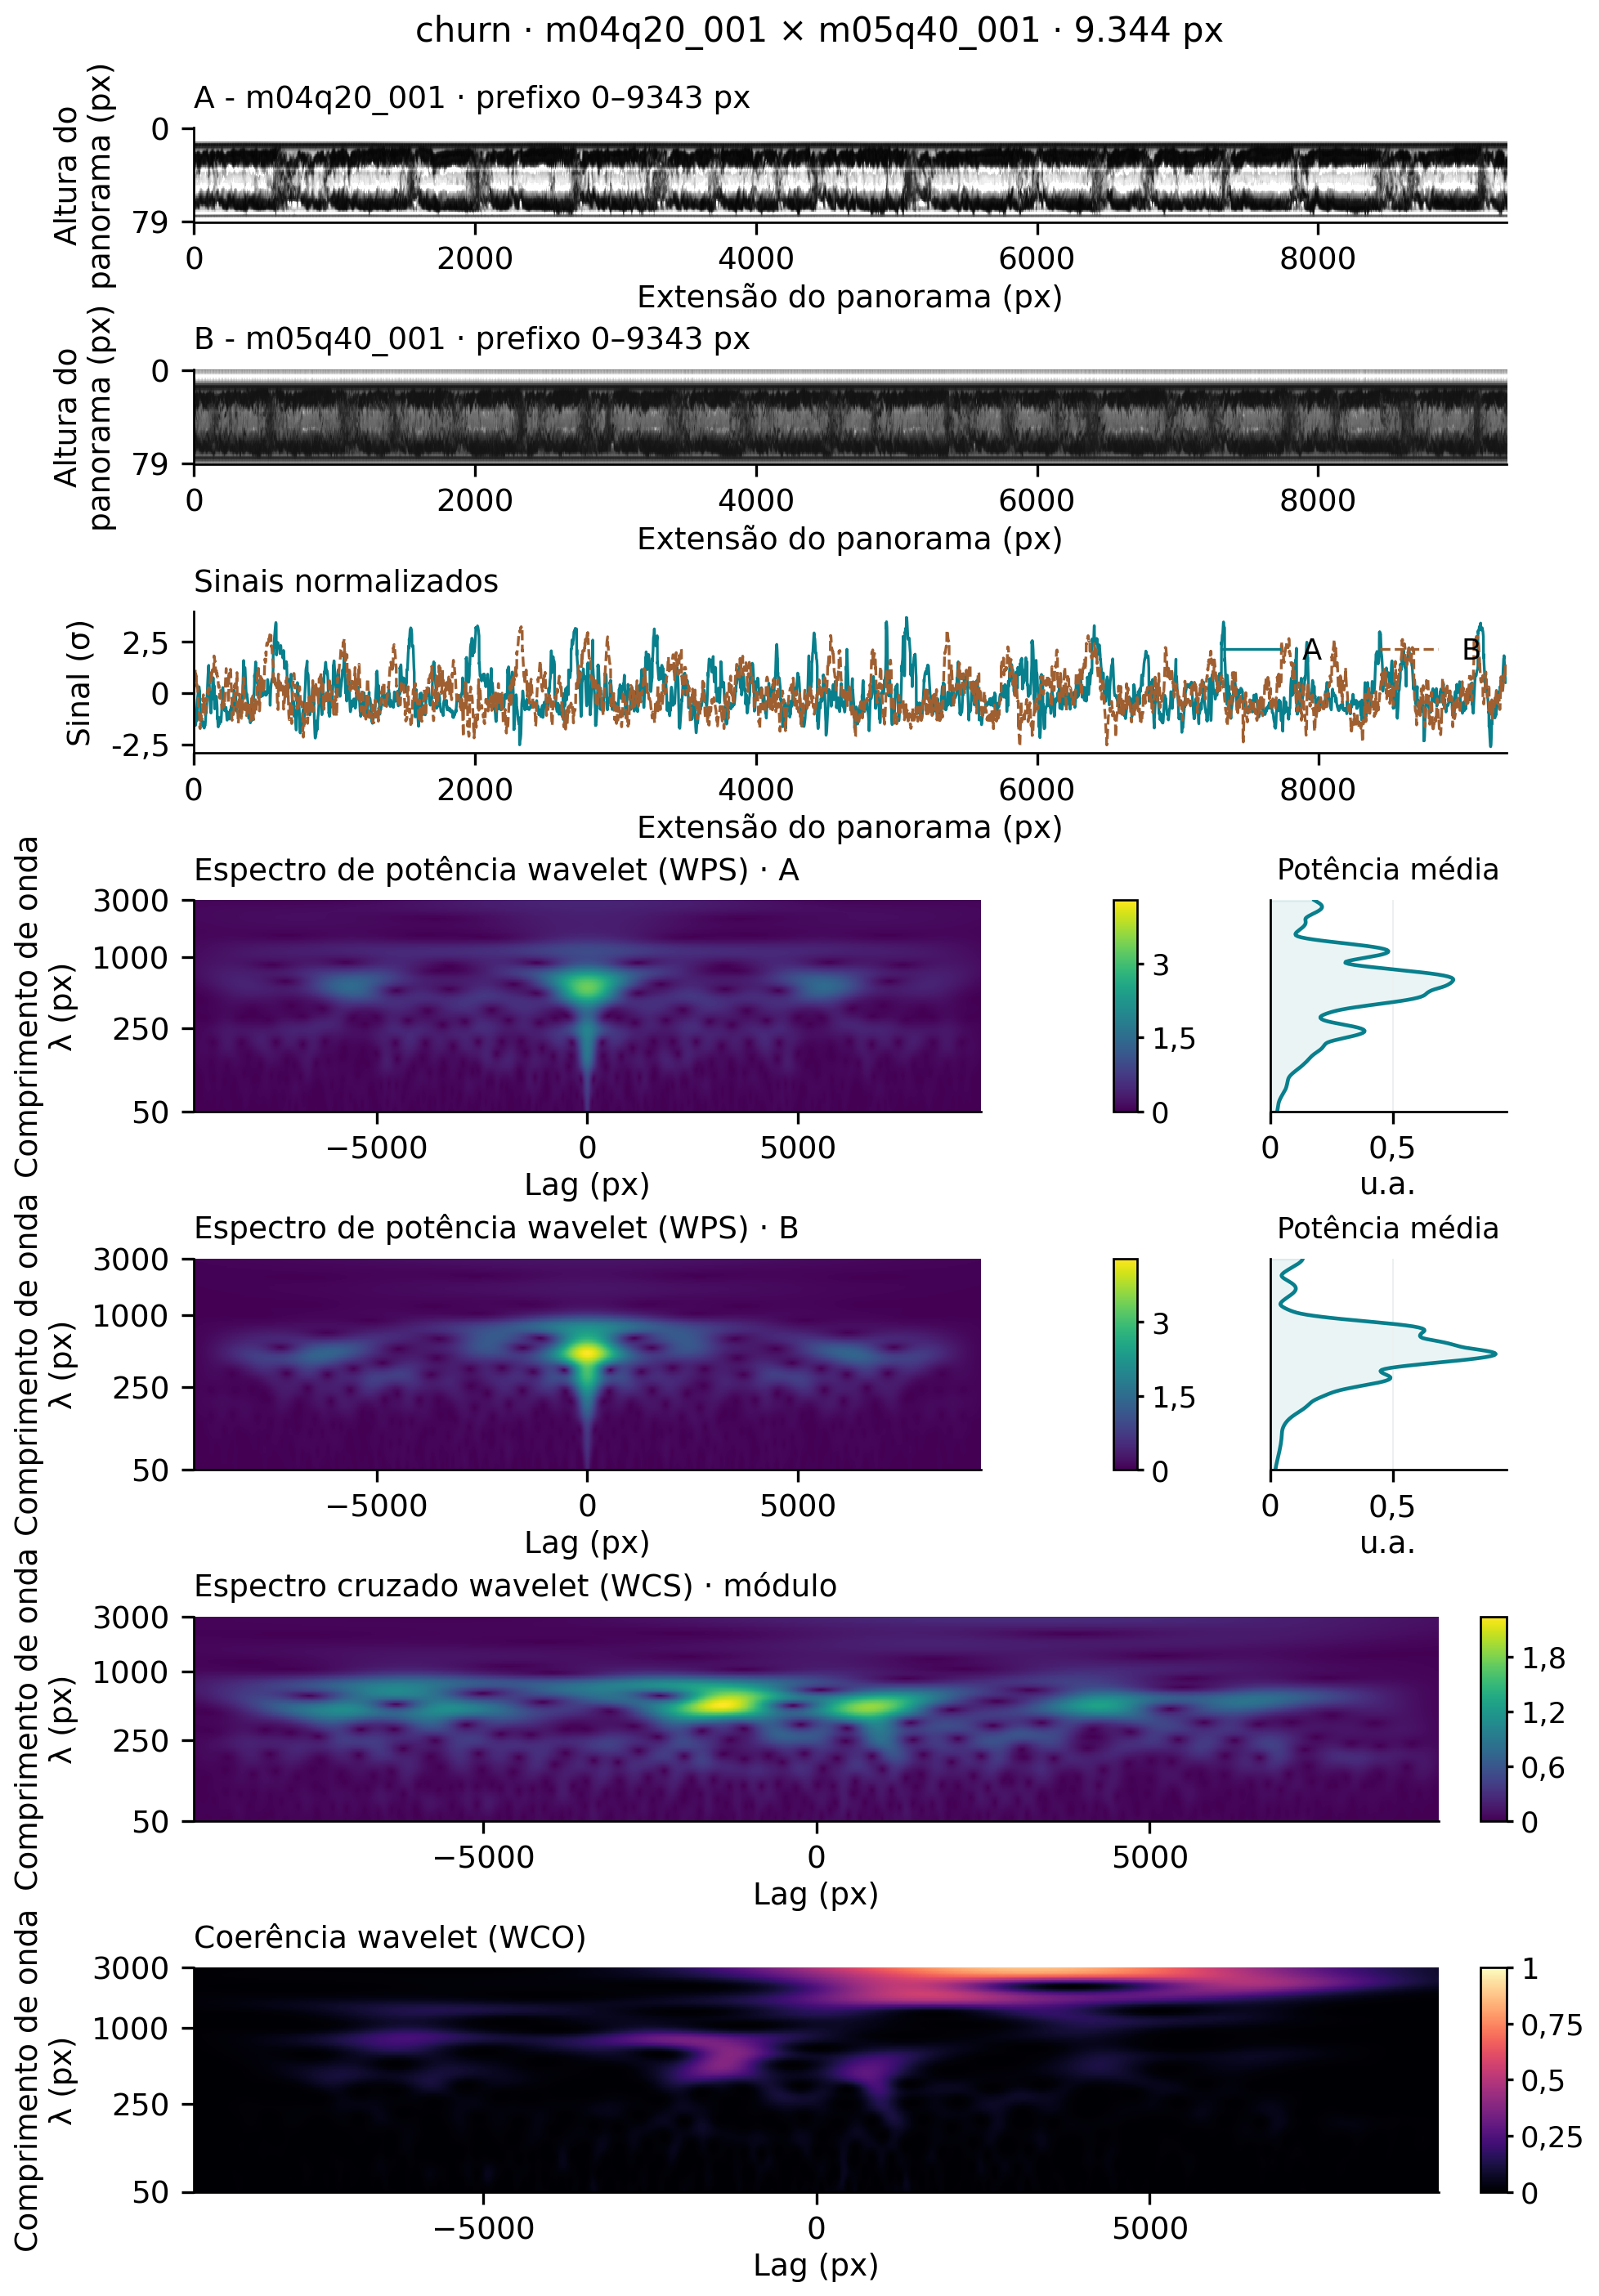 churn · m04q20_001 × m05q40_001 · 9.344 px
A - m04q20_001 · prefixo 0–9343 px
Altura do
panorama (px)
0
79
0 2000 4000 6000 8000
Extensão do panorama (px)
B - m05q40_001 · prefixo 0–9343 px
Altura do
panorama (px)
0
79
0 2000 4000 6000 8000
Extensão do panorama (px)
Sinais normalizados
Sinal (σ)
2,5
0
-2,5
A B
0 2000 4000 6000 8000
Extensão do panorama (px)
Espectro de potência wavelet (WPS) · A
Comprimento de onda
λ (px)
3000
1000
250
50
−5000 0 5000
Lag (px)
3
1,5
0
Potência média
0 0,5
u.a.
Espectro de potência wavelet (WPS) · B
Comprimento de onda
λ (px)
3000
1000
250
50
−5000 0 5000
Lag (px)
3
1,5
0
Potência média
0 0,5
u.a.
Espectro cruzado wavelet (WCS) · módulo
Comprimento de onda
λ (px)
3000
1000
250
50
−5000 0 5000
Lag (px)
1,8
1,2
0,6
0
Coerência wavelet (WCO)
Comprimento de onda
λ (px)
3000
1000
250
50
−5000 0 5000
Lag (px)
1
0,75
0,5
0,25
0